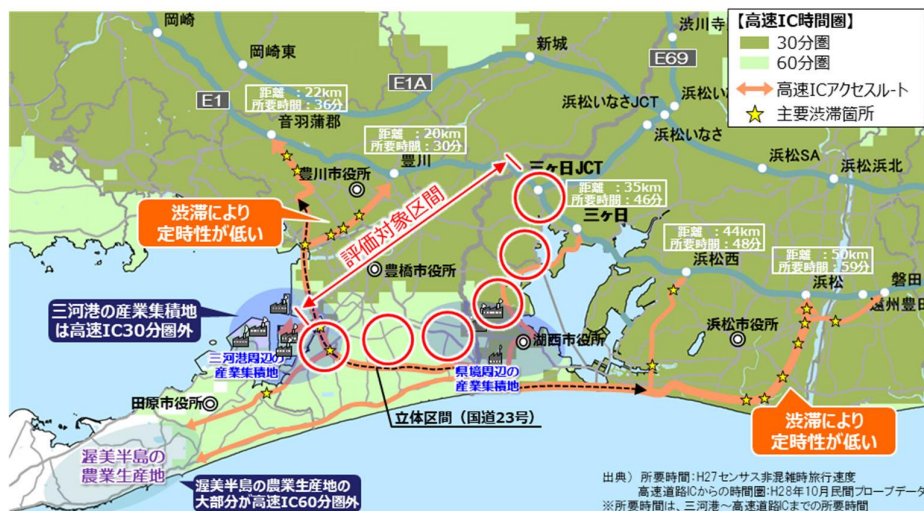 岡崎
岡崎東
新城
渋川寺
E1
E1A
E69
【高速IC時間圏】
30分圏
60分圏
高速ICアクセスルート
主要渋滞箇所
距離 :22km
所要時間:36分
音羽蒲郡
距離 :20km
所要時間:30分
豊川
豊川市役所
浜松いなさJCT
浜松いなさ
浜松SA
浜松浜北
三ヶ日JCT
距離 :35km
所要時間:46分
三ヶ日
評価対象区間
渋滞により
定時性が低い
距離 :44km
所要時間:48分
浜松西
距離 :50km
所要時間:59分
浜松
磐田
遠州豊田
豊橋市役所
三河港の産業集積地
は高速IC30分圏外
三河港周辺の
産業集積地
湖西市役所
浜松市役所
県境周辺の
産業集積地
田原市役所
立体区間(国道23号)
渋滞により
定時性が低い
渥美半島の
農業生産地
渥美半島の農業生産地の
大部分が高速IC60分圏外
出典) 所要時間:H27センサス非混雑時旅行速度
高速道路ICからの時間圏:H28年10月民間プローブデータ
※所要時間は、三河港~高速道路ICまでの所要時間